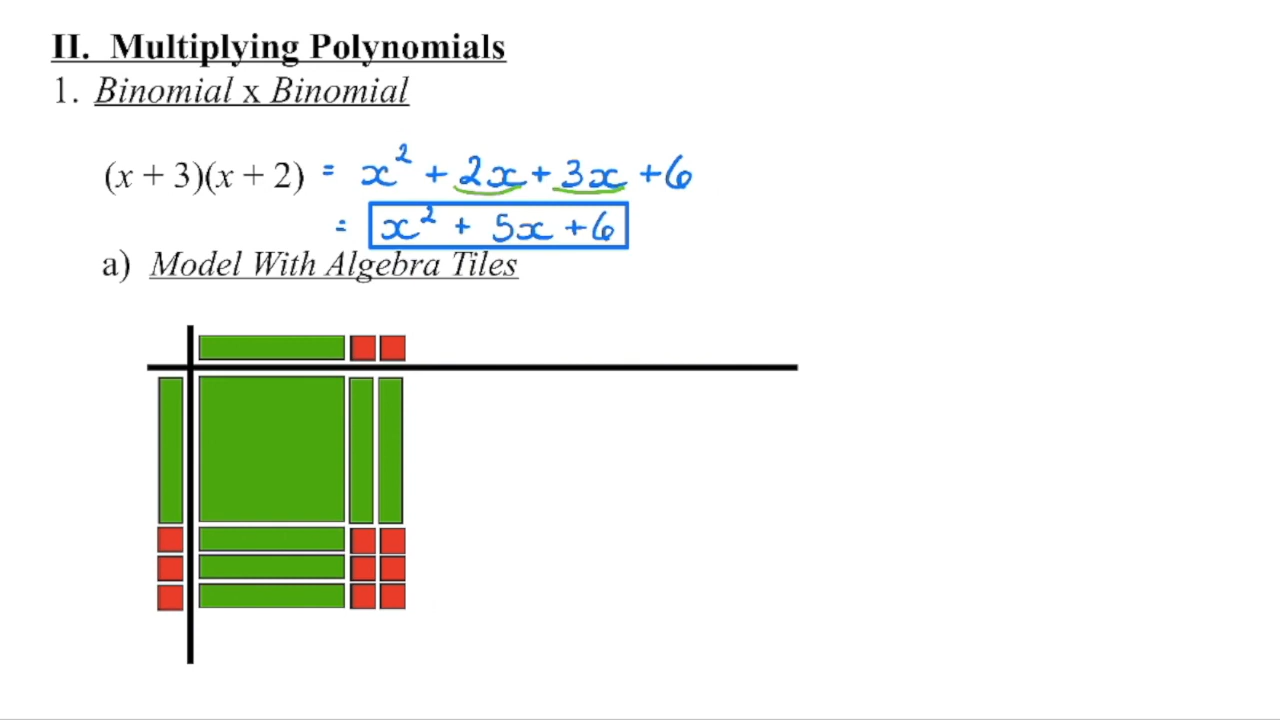 II. Multiplying Polynomials
1. Binomial x Binomial
(x + 3)(x + 2) = x² + 2x + 3x + 6
= x² + 5x + 6
a) Model With Algebra Tiles